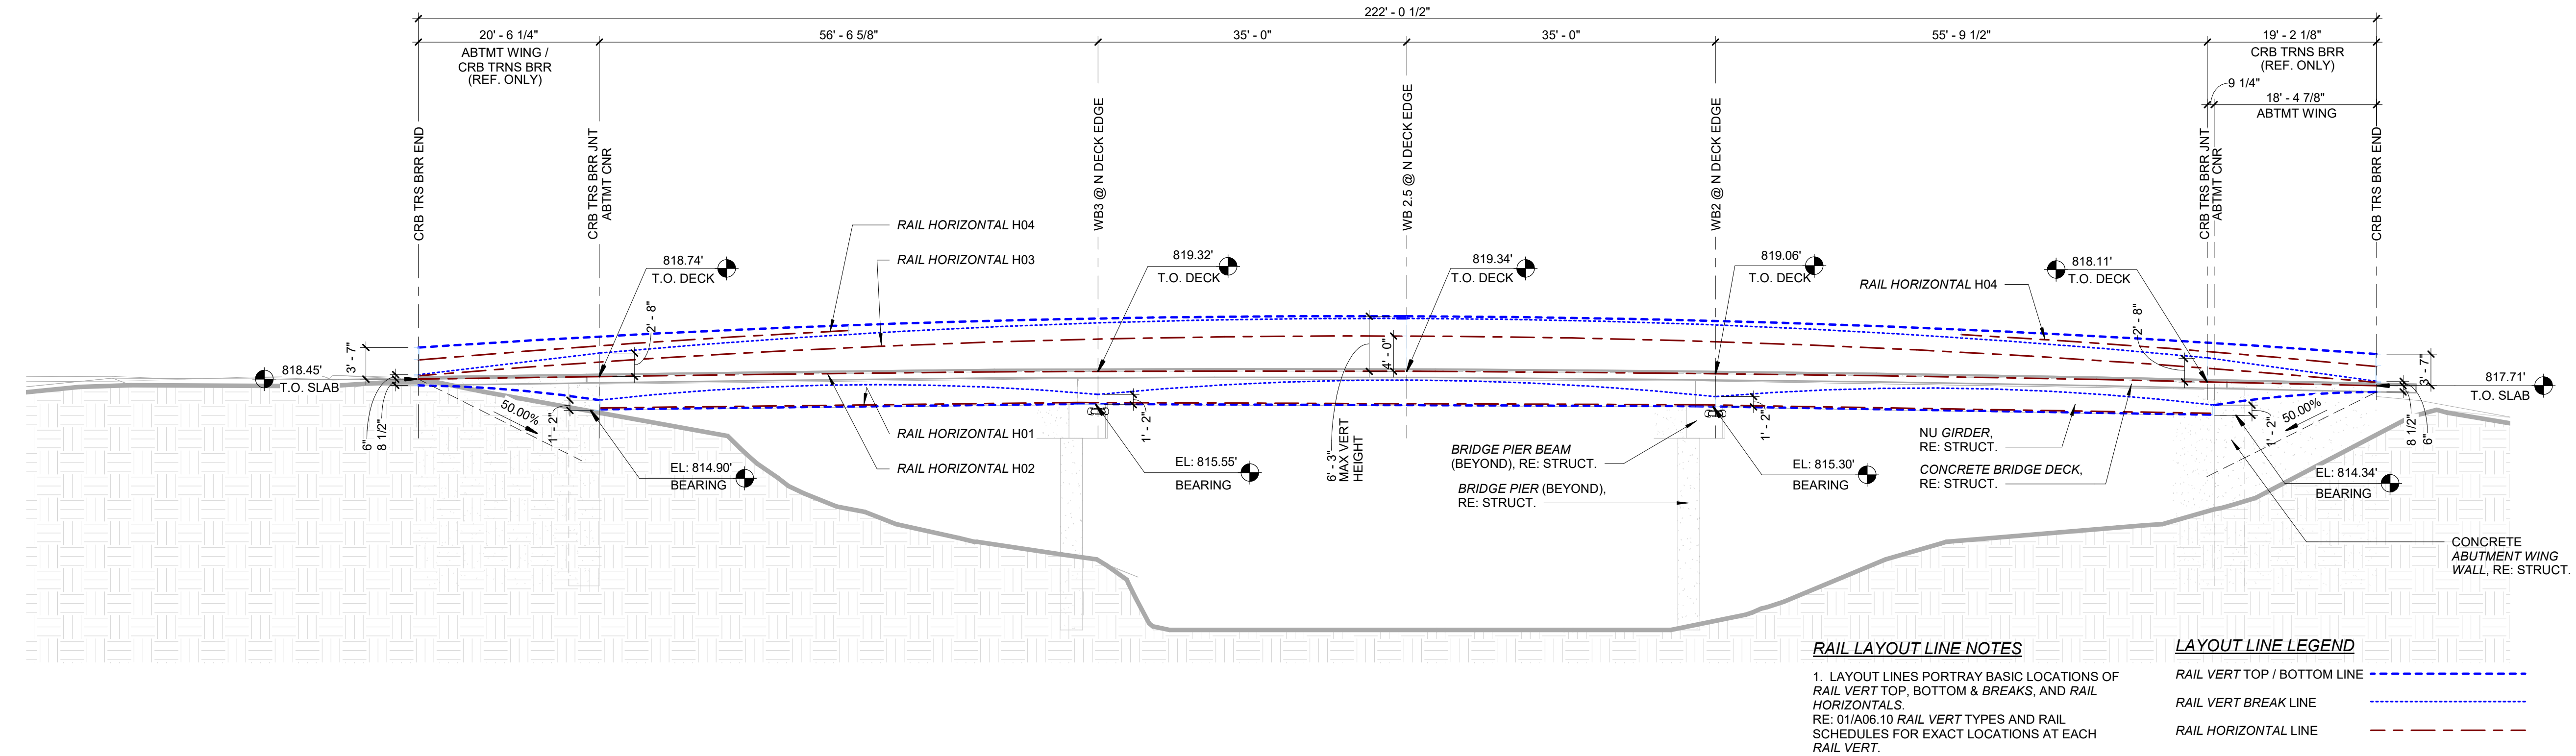 222' - 0 1/2"
20' - 6 1/4"
56' - 6 5/8"
35' - 0"
35' - 0"
55' - 9 1/2"
19' - 2 1/8"
ABTMT WING /
CRB TRNS BRR
(REF. ONLY)
CRB TRNS BRR
(REF. ONLY)
9 1/4"
18' - 4 7/8"
ABTMT WING
CRB TRS BRR END
CRB TRS BRR JNT
ABTMT CNR
WB3 @ N DECK EDGE
WB 2.5 @ N DECK EDGE
WB2 @ N DECK EDGE
CRB TRS BRR JNT
ABTMT CNR
CRB TRS BRR END
RAIL HORIZONTAL H04
RAIL HORIZONTAL H03
818.74'
T.O. DECK
819.32'
T.O. DECK
819.34'
T.O. DECK
819.06'
T.O. DECK
818.11'
T.O. DECK
RAIL HORIZONTAL H04
2' - 8"
2' - 8"
3' - 7"
4' - 0"
3' - 7"
818.45'
T.O. SLAB
817.71'
T.O. SLAB
50.00%
50.00%
6"
8 1/2"
1' - 2"
1' - 2"
1' - 2"
1' - 2"
8 1/2"
6"
RAIL HORIZONTAL H01
RAIL HORIZONTAL H02
6' - 3"
MAX VERT
HEIGHT
EL: 814.90'
BEARING
EL: 815.55'
BEARING
BRIDGE PIER BEAM
(BEYOND), RE: STRUCT.
BRIDGE PIER (BEYOND),
RE: STRUCT.
EL: 815.30'
BEARING
NU GIRDER,
RE: STRUCT.
CONCRETE BRIDGE DECK,
RE: STRUCT.
EL: 814.34'
BEARING
CONCRETE
ABUTMENT WING
WALL, RE: STRUCT.
RAIL LAYOUT LINE NOTES
1. LAYOUT LINES PORTRAY BASIC LOCATIONS OF
RAIL VERT TOP, BOTTOM & BREAKS, AND RAIL
HORIZONTALS.
RE: 01/A06.10 RAIL VERT TYPES AND RAIL
SCHEDULES FOR EXACT LOCATIONS AT EACH
RAIL VERT.
LAYOUT LINE LEGEND
RAIL VERT TOP / BOTTOM LINE
RAIL VERT BREAK LINE
RAIL HORIZONTAL LINE